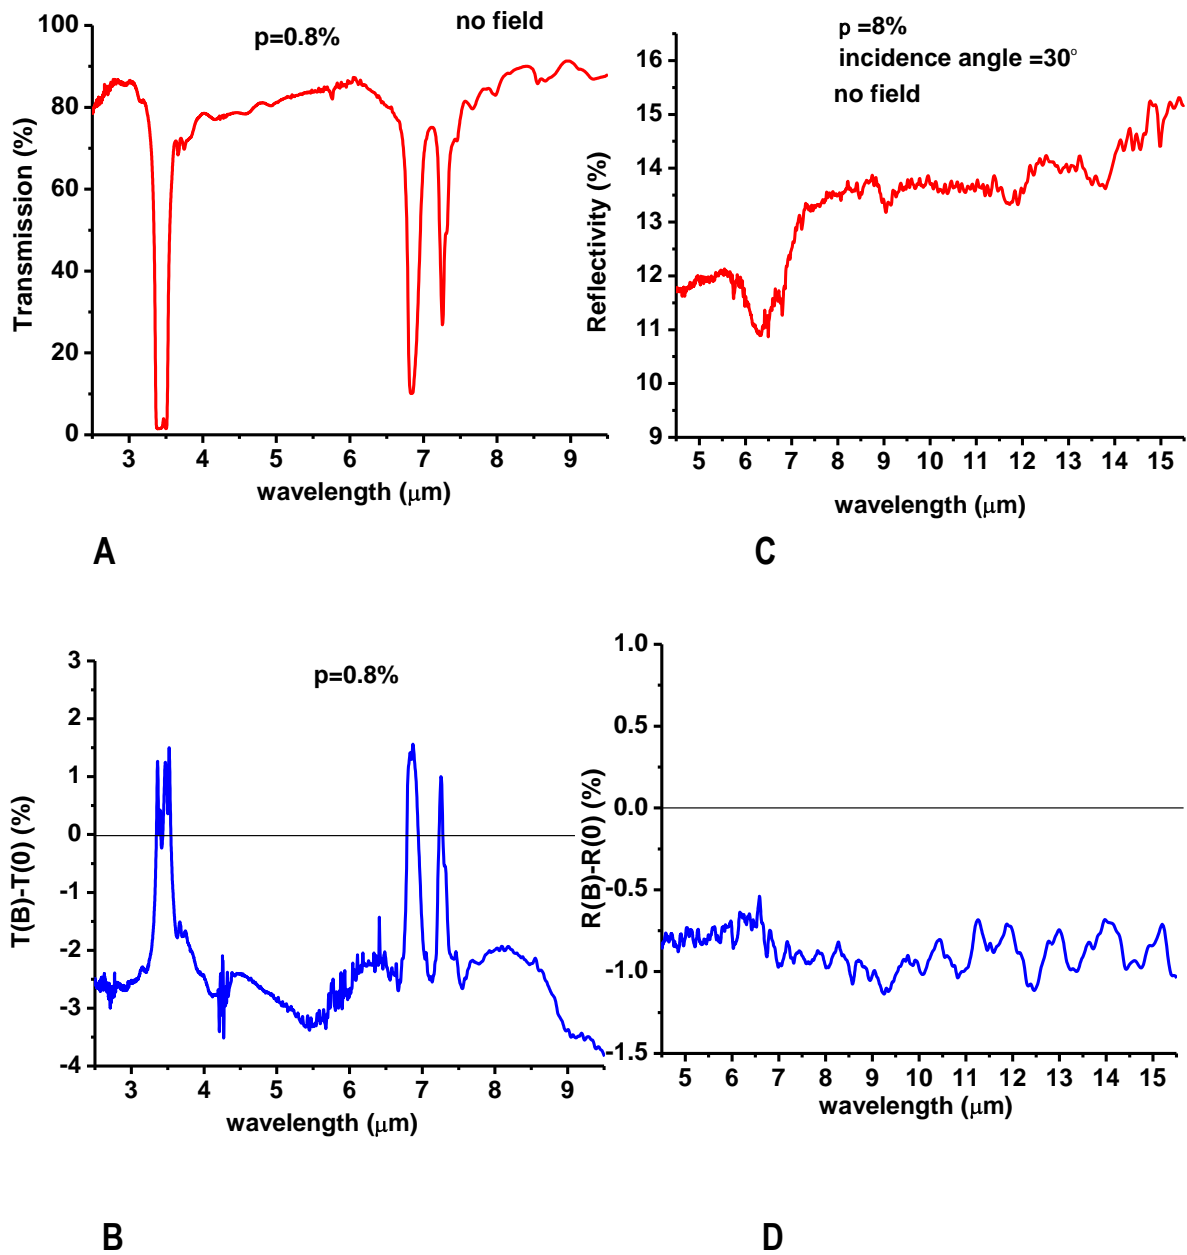 no field
p=0.8%
100
80
60
40
20
0
Transmission (%)
3 4 5 6 7 8 9
wavelength (μm)
A
p =8%
incidence angle =30°
no field
16
15
14
13
12
11
10
9
Reflectivity (%)
5 6 7 8 9 10 11 12 13 14 15
wavelength (μm)
C
p=0.8%
3
2
1
0
-1
-2
-3
-4
T(B)-T(0) (%)
3 4 5 6 7 8 9
wavelength (μm)
B
1.0
0.5
0.0
-0.5
-1.0
-1.5
R(B)-R(0) (%)
5 6 7 8 9 10 11 12 13 14 15
wavelength (μm)
D